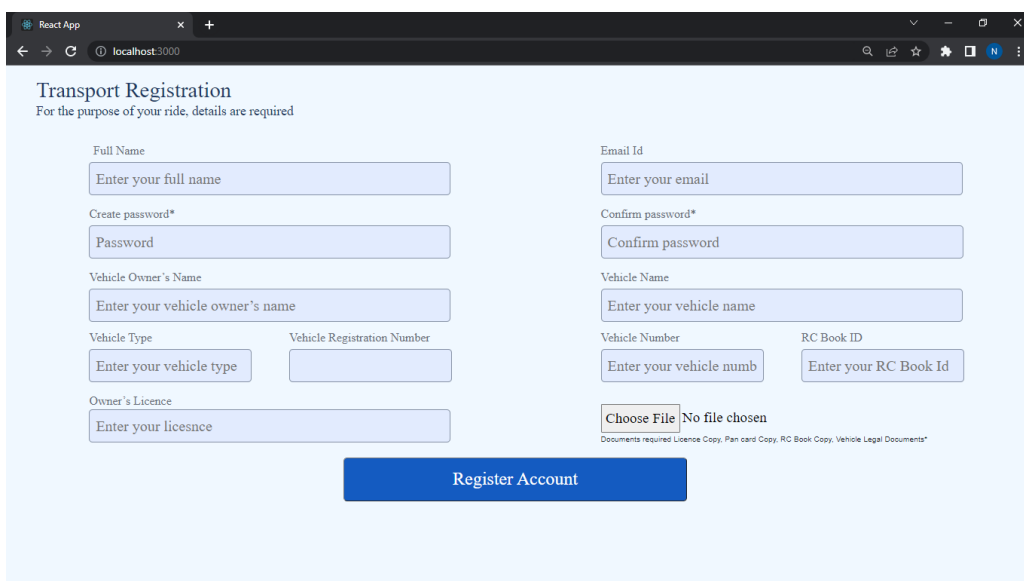 React App
localhost:3000
N
Transport Registration
For the purpose of your ride, details are required
Full Name
Email Id
Enter your full name
Enter your email
Create password*
Confirm password*
Password
Confirm password
Vehicle Owner's Name
Vehicle Name
Enter your vehicle owner's name
Enter your vehicle name
Vehicle Type
Vehicle Registration Number
Vehicle Number
RC Book ID
Enter your vehicle type
Enter your vehicle numb
Enter your RC Book Id
Owner's Licence
Enter your licesnce
Choose File No file chosen
Documents required Licence Copy, Pan card Copy, RC Book Copy, Vehicle Legal Documents*
Register Account